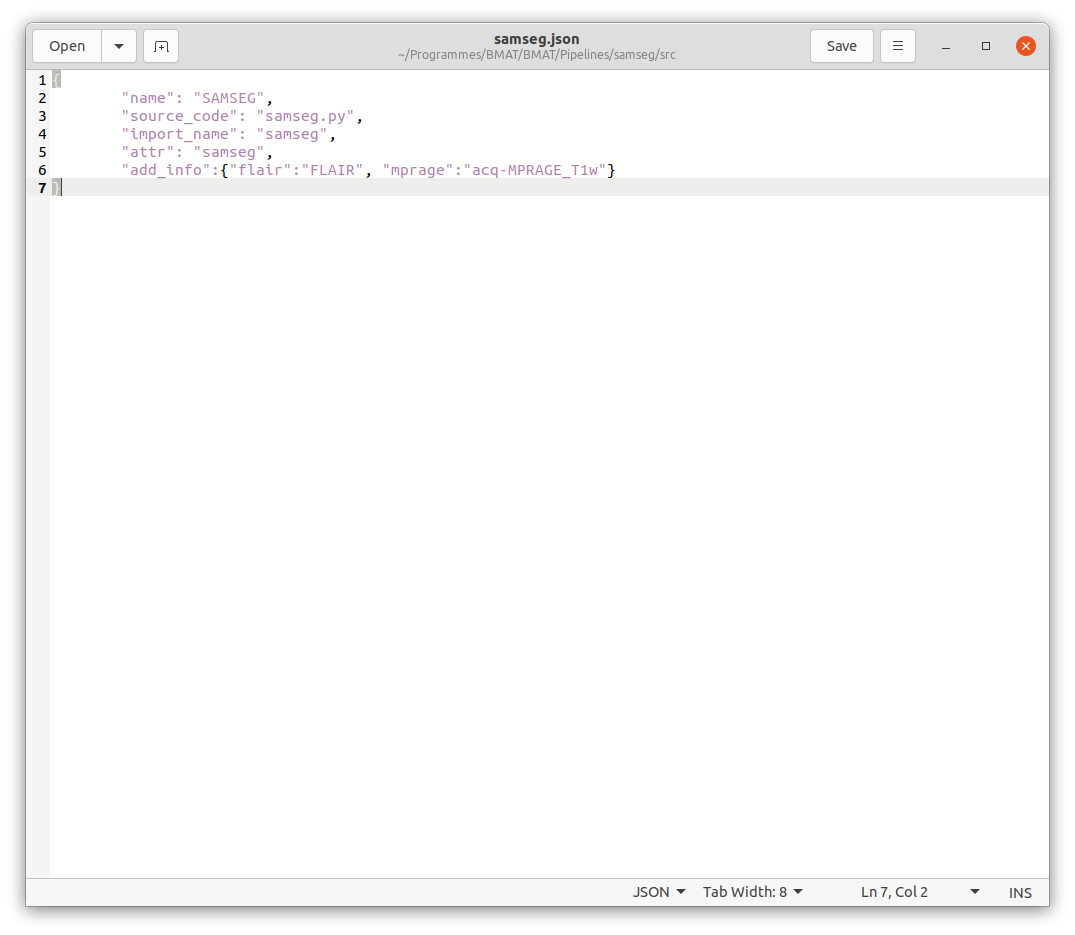 Open
samseg.json
~/Programmes/BMAT/BMAT/Pipelines/samseg/src
Save
1 {
2 "name": "SAMSEG",
3 "source_code": "samseg.py",
4 "import_name": "samseg",
5 "attr": "samseg",
6 "add_info":{"flair":"FLAIR", "mprage":"acq-MPRAGE_T1w"}
7 }
JSON Tab Width: 8 Ln 7, Col 2 INS